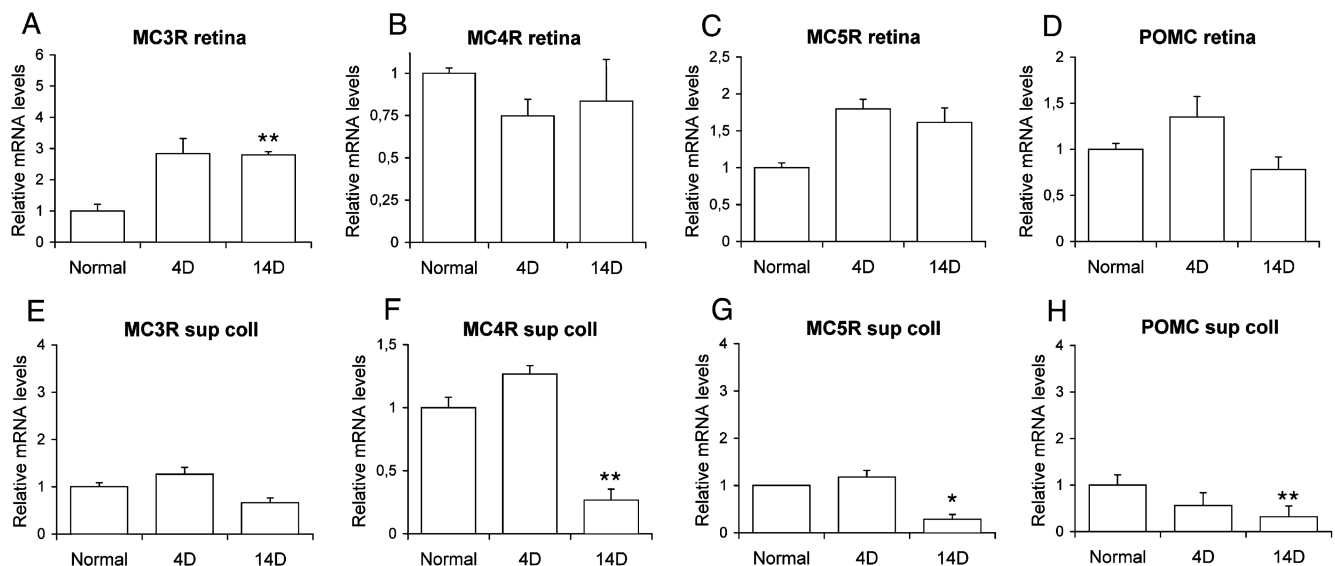 A
MC3R retina
Relative mRNA levels
6
5
4
3
2
1
0
**
Normal 4D 14D
B
MC4R retina
Relative mRNA levels
1
0,75
0,5
0,25
0
Normal 4D 14D
C
MC5R retina
Relative mRNA levels
2,5
2
1,5
1
0,5
0
Normal 4D 14D
D
POMC retina
Relative mRNA levels
2
1,5
1
0,5
0
Normal 4D 14D
E
MC3R sup coll
Relative mRNA levels
4
3
2
1
0
Normal 4D 14D
F
MC4R sup coll
Relative mRNA levels
1,5
1
0,5
0
**
Normal 4D 14D
G
MC5R sup coll
Relative mRNA levels
4
3
2
1
0
*
Normal 4D 14D
H
POMC sup coll
Relative mRNA levels
4
3
2
1
0
**
Normal 4D 14D